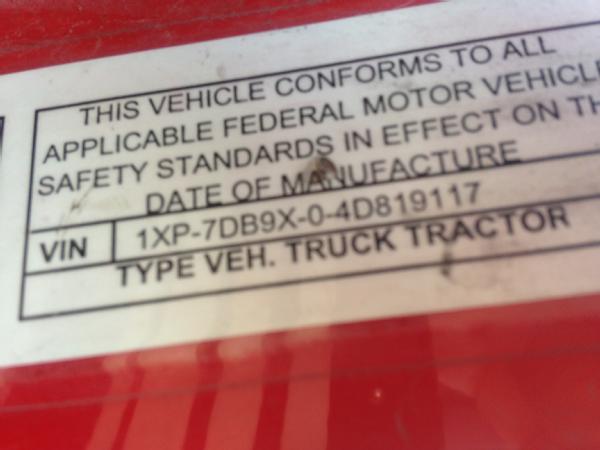 THIS VEHICLE CONFORMS TO ALL
APPLICABLE FEDERAL MOTOR VEHICLE
SAFETY STANDARDS IN EFFECT ON TH
DATE OF MANUFACTURE
VIN 1XP-7DB9X-0-4D819117
TYPE VEH. TRUCK TRACTOR